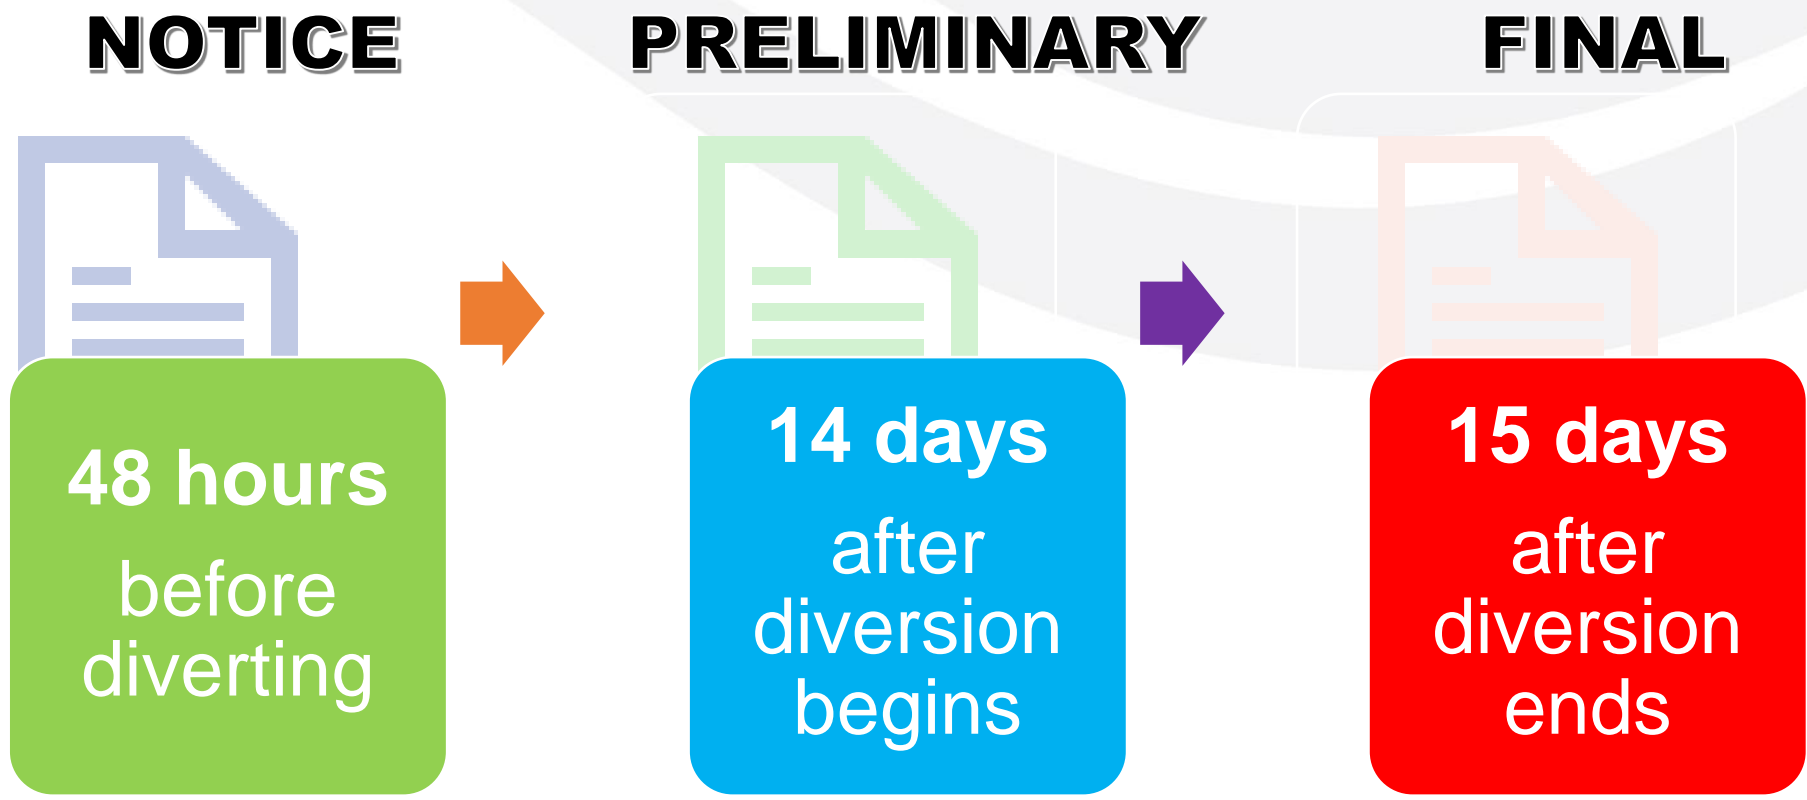 NOTICE
PRELIMINARY
FINAL
48 hours
before
diverting
14 days
after
diversion
begins
15 days
after
diversion
ends